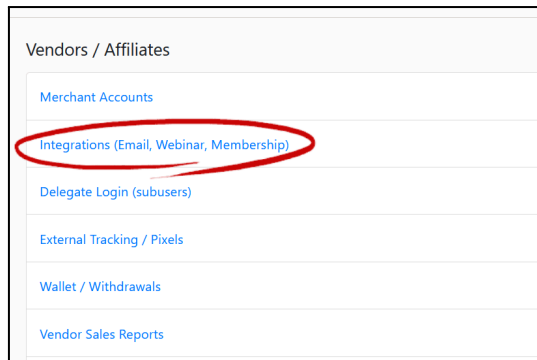 Vendors / Affiliates
Merchant Accounts
Integrations (Email, Webinar, Membership)
Delegate Login (subusers)
External Tracking / Pixels
Wallet / Withdrawals
Vendor Sales Reports